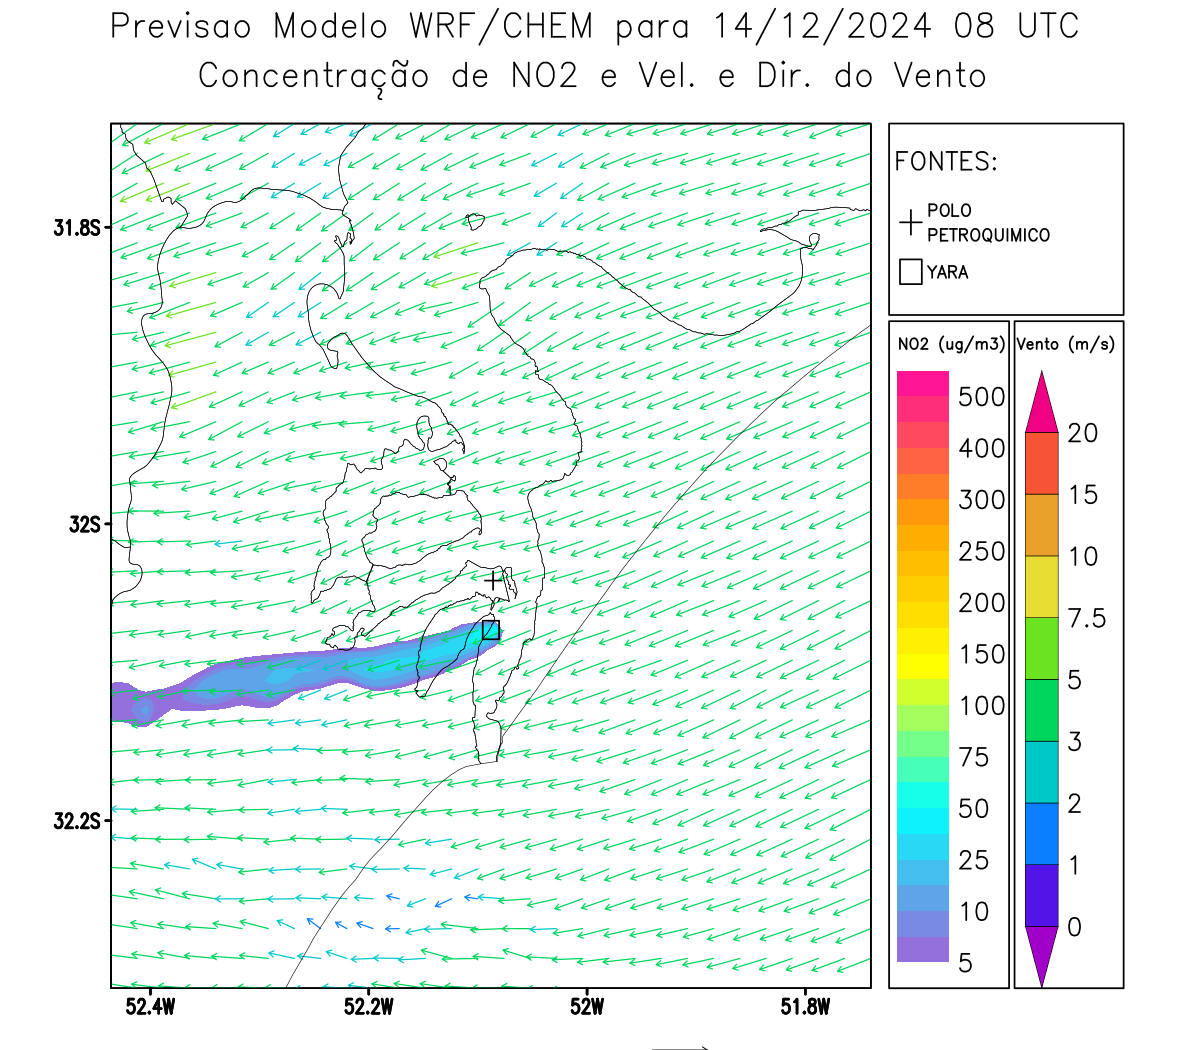 Previsao Modelo WRF/CHEM para 14/12/2024 08 UTC
Concentração de NO2 e Vel. e Dir. do Vento
FONTES:
POLO
PETROQUIMICO
YARA
NO2 (ug/m3)
500
400
300
250
200
150
100
75
50
25
10
5
Vento (m/s)
20
15
10
7.5
5
3
2
1
0
31.8S
32S
32.2S
52.4W
52.2W
52W
51.8W